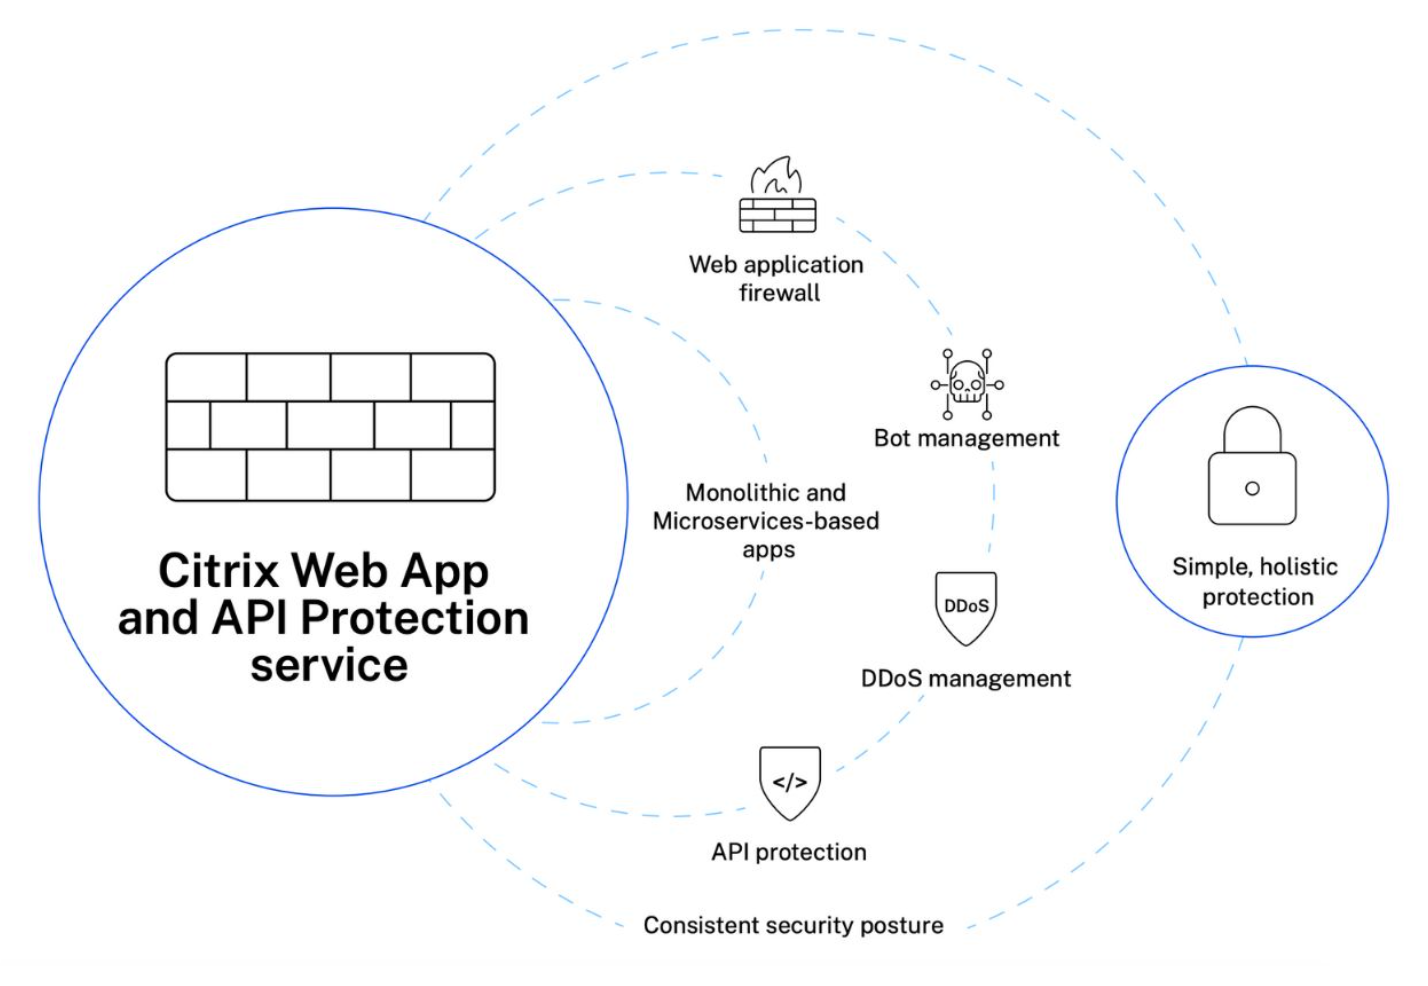 Web application
firewall
Bot management
Monolithic and
Microservices-based
apps
Citrix Web App
and API Protection
service
Simple, holistic
protection
DDoS
DDoS management
</>
API protection
Consistent security posture